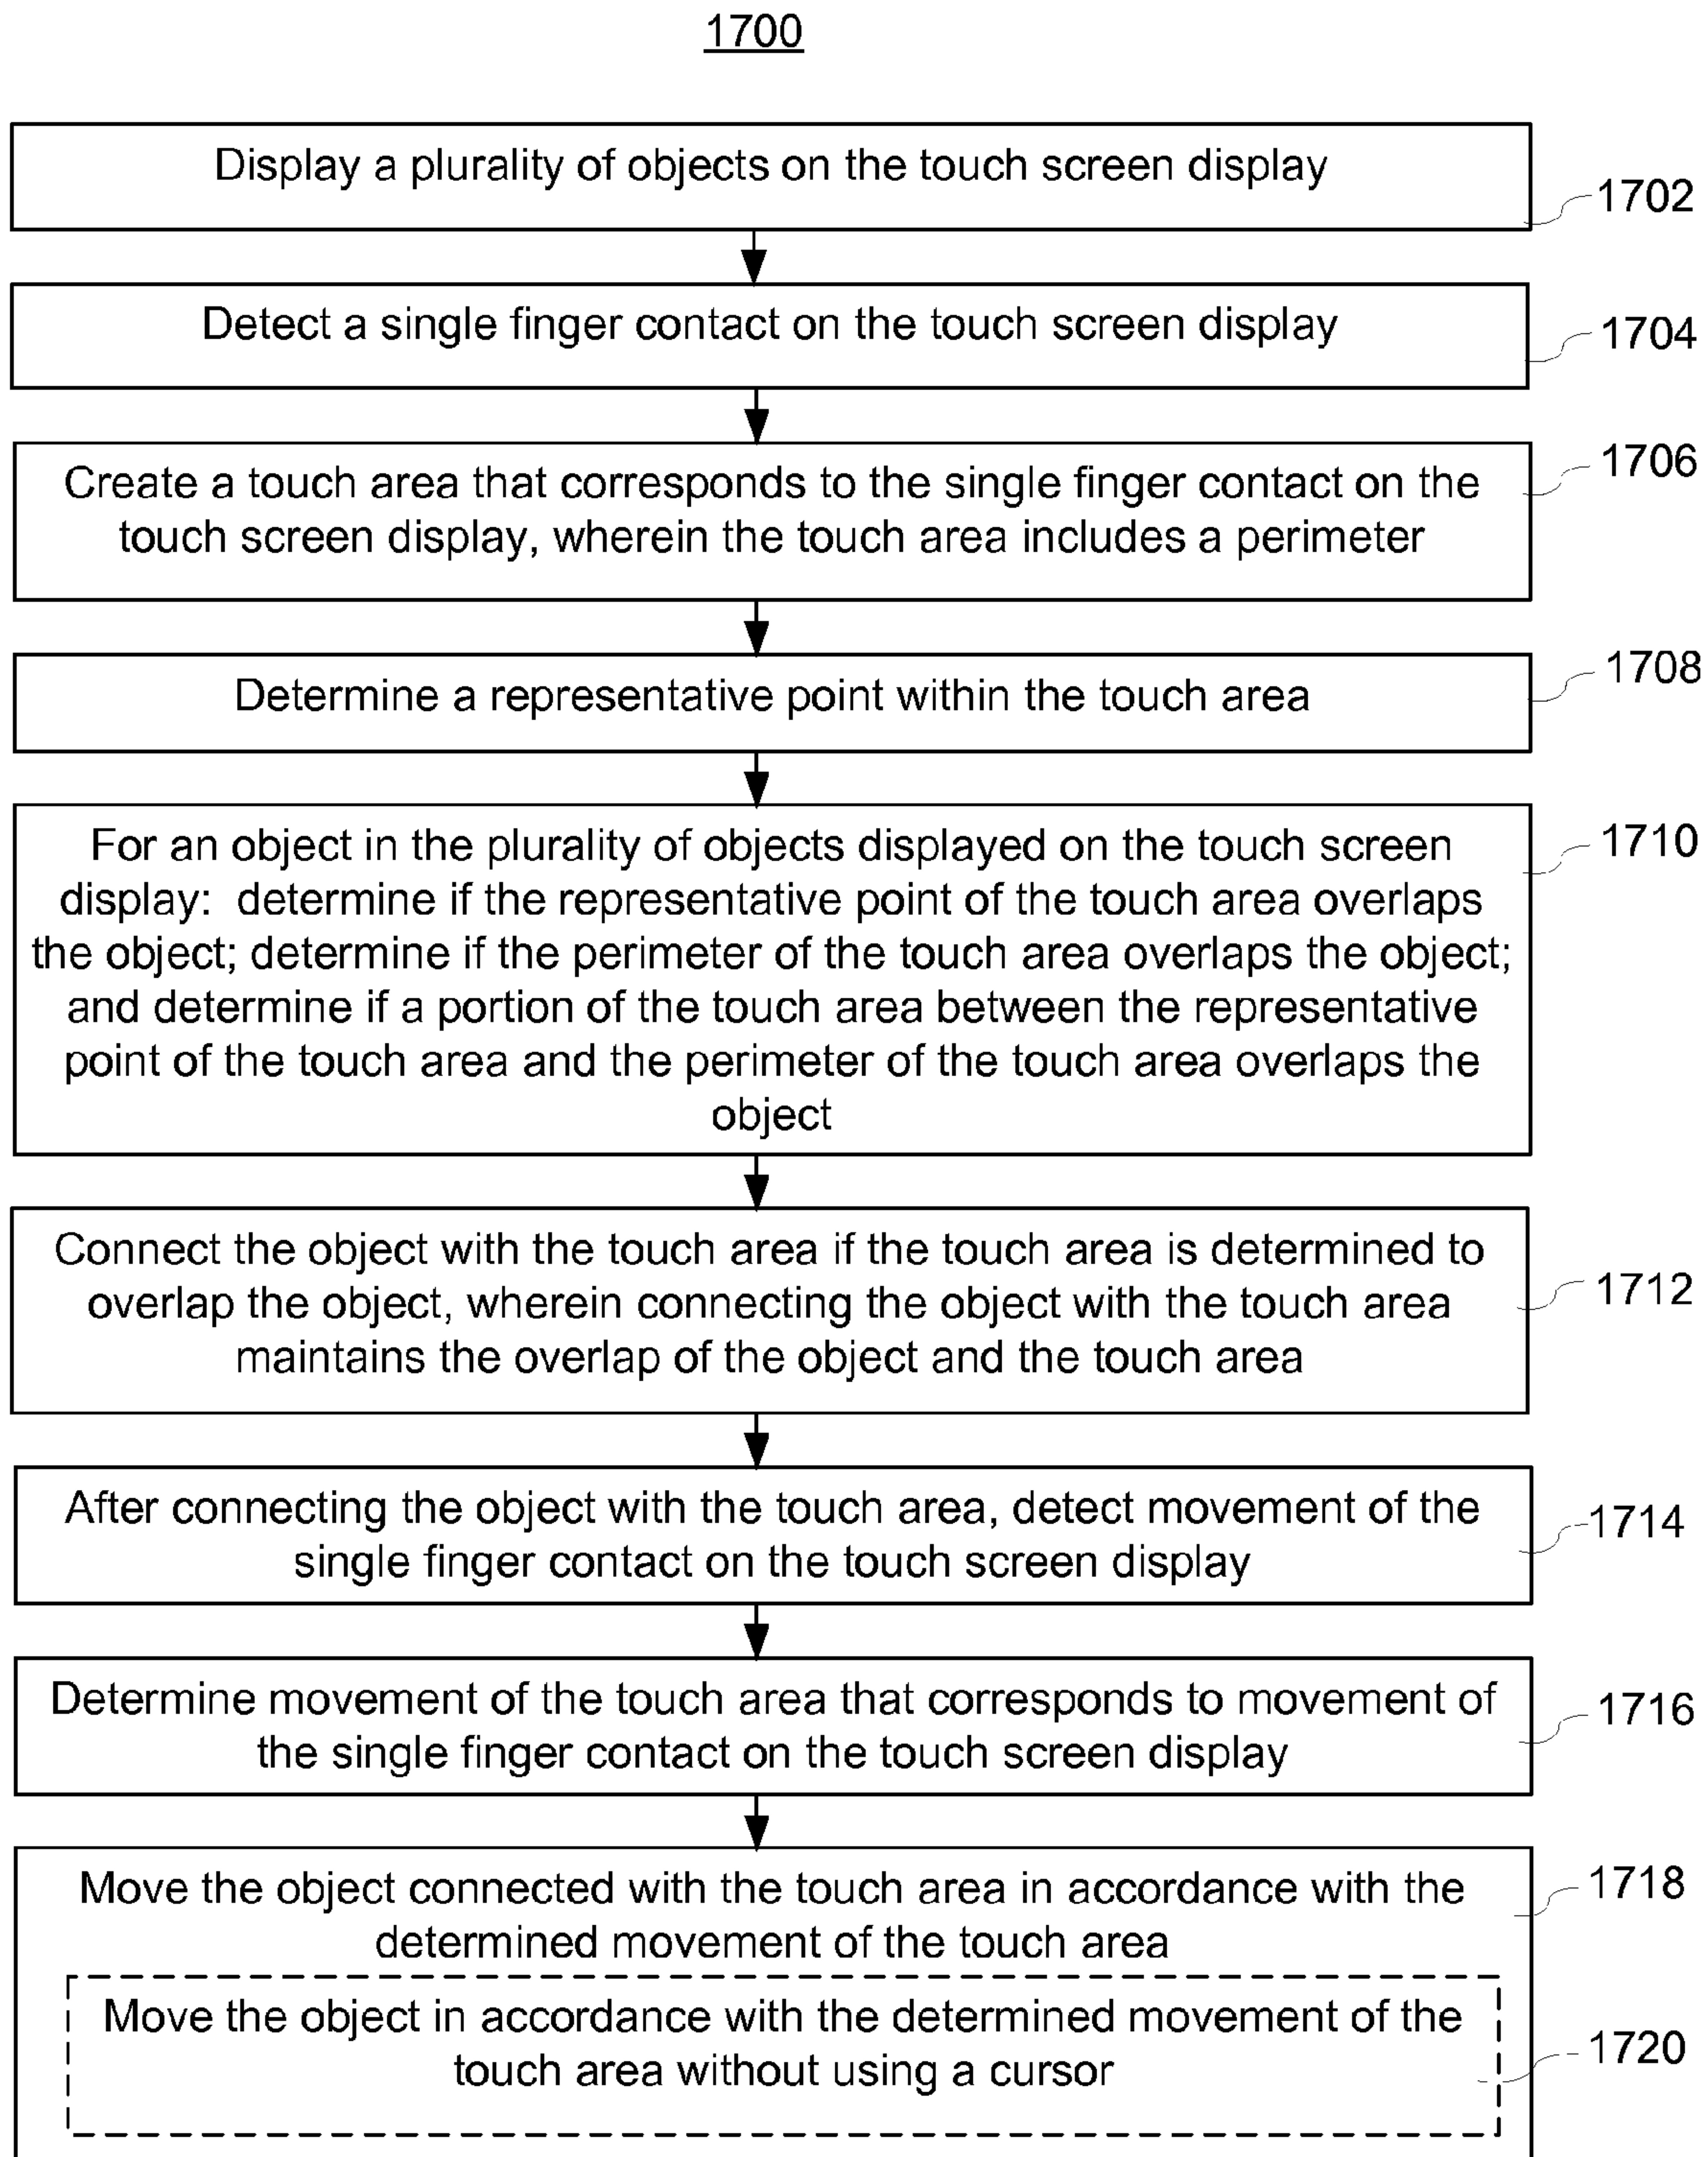 1700
Display a plurality of objects on the touch screen display
1702
Detect a single finger contact on the touch screen display
1704
Create a touch area that corresponds to the single finger contact on the
touch screen display, wherein the touch area includes a perimeter
1706
Determine a representative point within the touch area
1708
For an object in the plurality of objects displayed on the touch screen
display: determine if the representative point of the touch area overlaps
the object; determine if the perimeter of the touch area overlaps the object;
and determine if a portion of the touch area between the representative
point of the touch area and the perimeter of the touch area overlaps the
object
1710
Connect the object with the touch area if the touch area is determined to
overlap the object, wherein connecting the object with the touch area
maintains the overlap of the object and the touch area
1712
After connecting the object with the touch area, detect movement of the
single finger contact on the touch screen display
1714
Determine movement of the touch area that corresponds to movement of
the single finger contact on the touch screen display
1716
Move the object connected with the touch area in accordance with the
determined movement of the touch area
1718
Move the object in accordance with the determined movement of the
touch area without using a cursor
1720